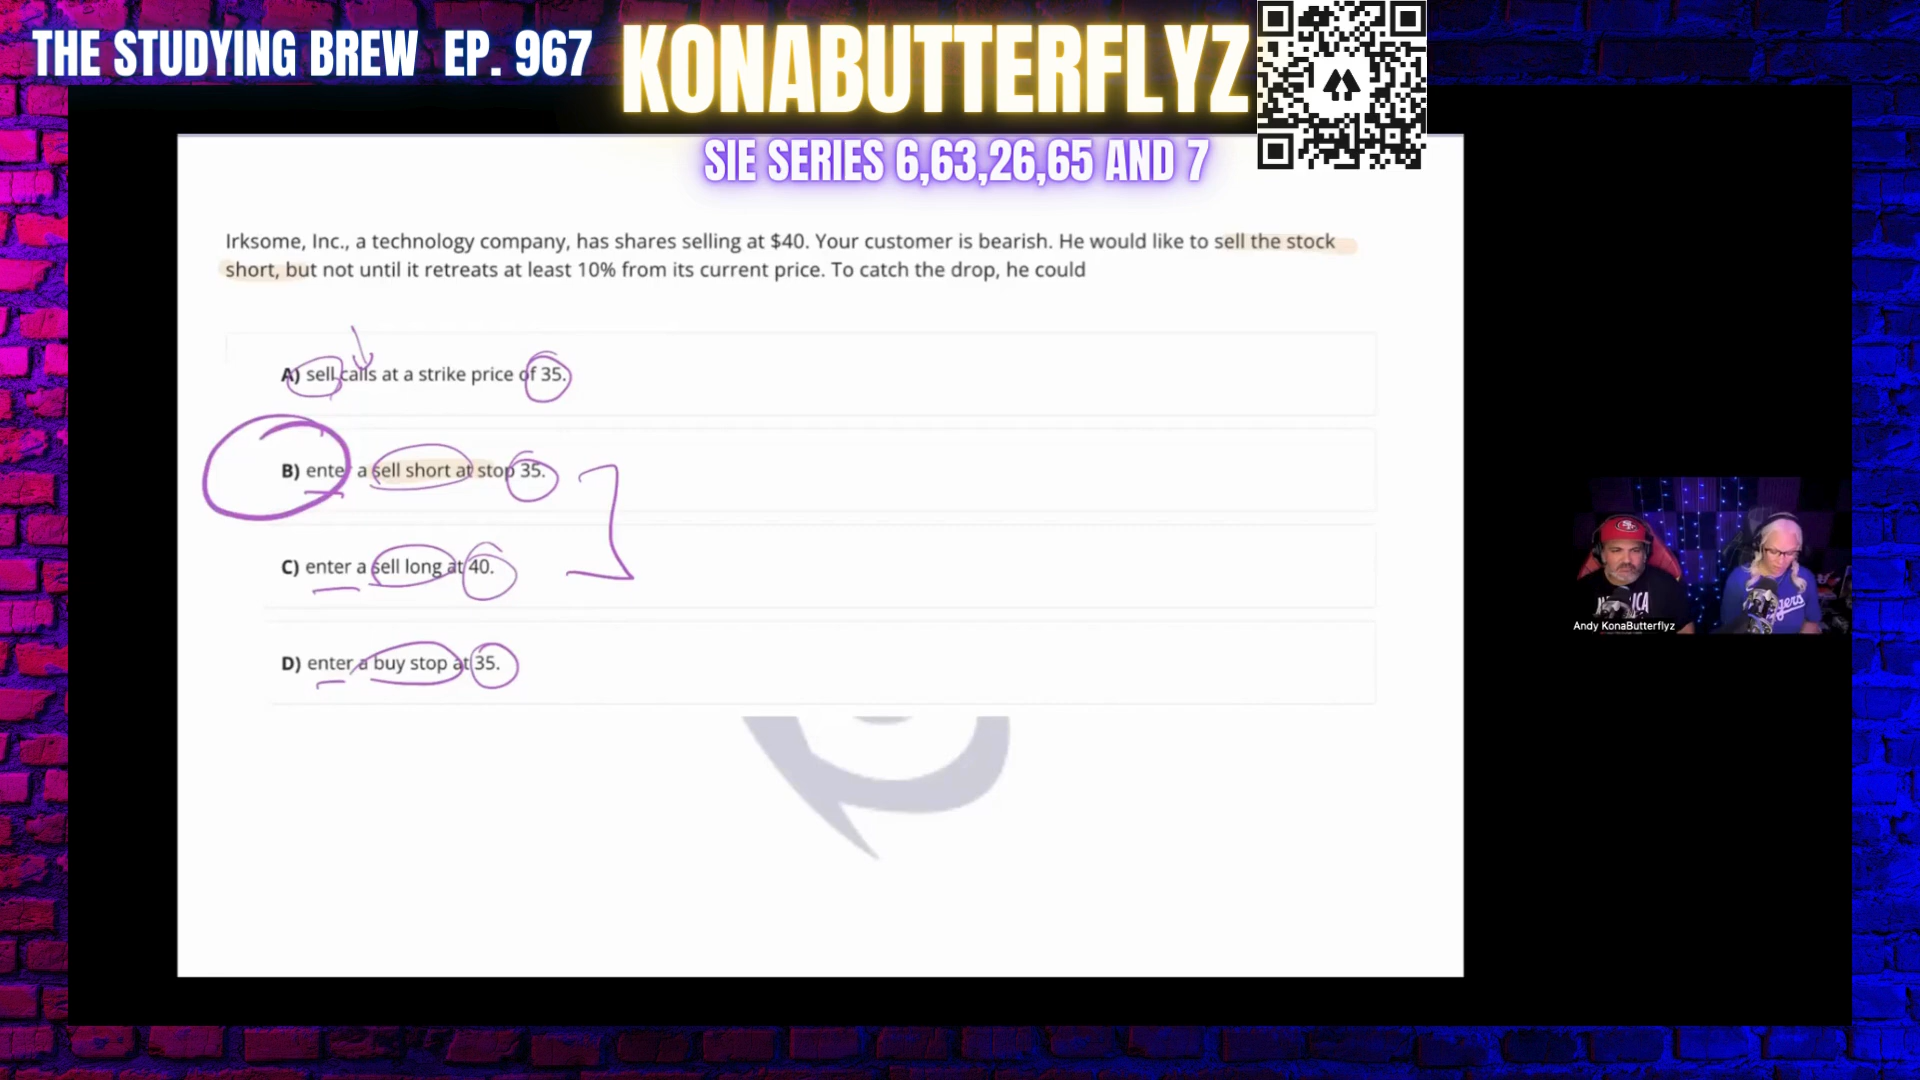 THE STUDYING BREW EP. 967
KONABUTTERFLYZ
SIE SERIES 6,63,26,65 AND 7
Irksome, Inc., a technology company, has shares selling at $40. Your customer is bearish. He would like to sell the stock
short, but not until it retreats at least 10% from its current price. To catch the drop, he could
A) sell calls at a strike price of 35.
B) enter a sell short at stop 35.
C) enter a sell long at 40.
D) enter a buy stop at 35.
Andy KonaButterflyz